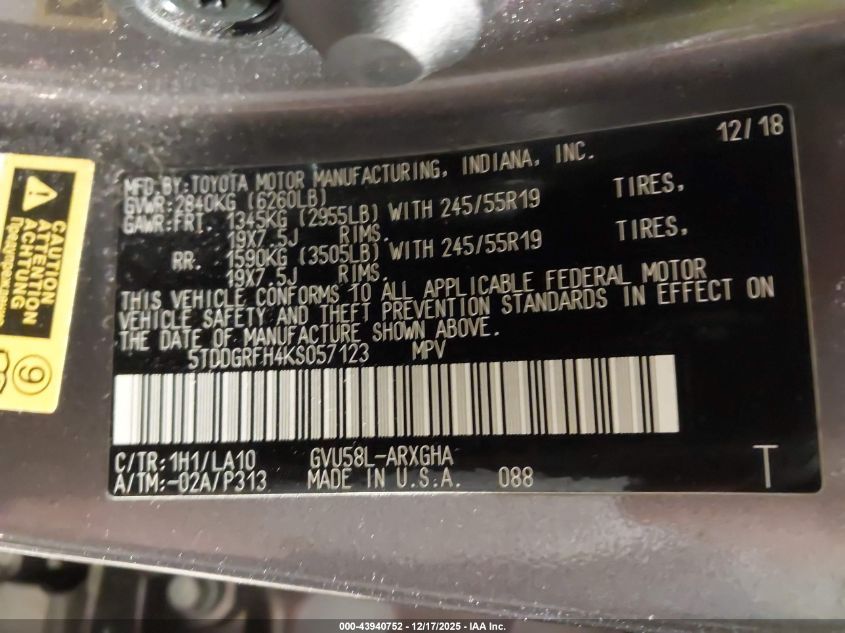 12/18
MFD.BY:TOYOTA MOTOR MANUFACTURING, INDIANA, INC.
GVWR:2840KG (6260LB)
GAWR:FRT. 1345KG (2955LB) WITH 245/55R19 TIRES,
19X7.5J RIMS.
RR. 1590KG (3505LB) WITH 245/55R19 TIRES,
19X7.5J RIMS.
THIS VEHICLE CONFORMS TO ALL APPLICABLE FEDERAL MOTOR
VEHICLE SAFETY AND THEFT PREVENTION STANDARDS IN EFFECT ON
THE DATE OF MANUFACTURE SHOWN ABOVE.
5TDDGRFH4KS057123 MPV
C/TR:1H1/LA10 GVU58L-ARXGHA
A/TM:-02A/P313 MADE IN U.S.A. 088
T
CAUTION
ATTENTION
ACHTUNG
9
000-43940752 - 12/17/2025 - IAA Inc.